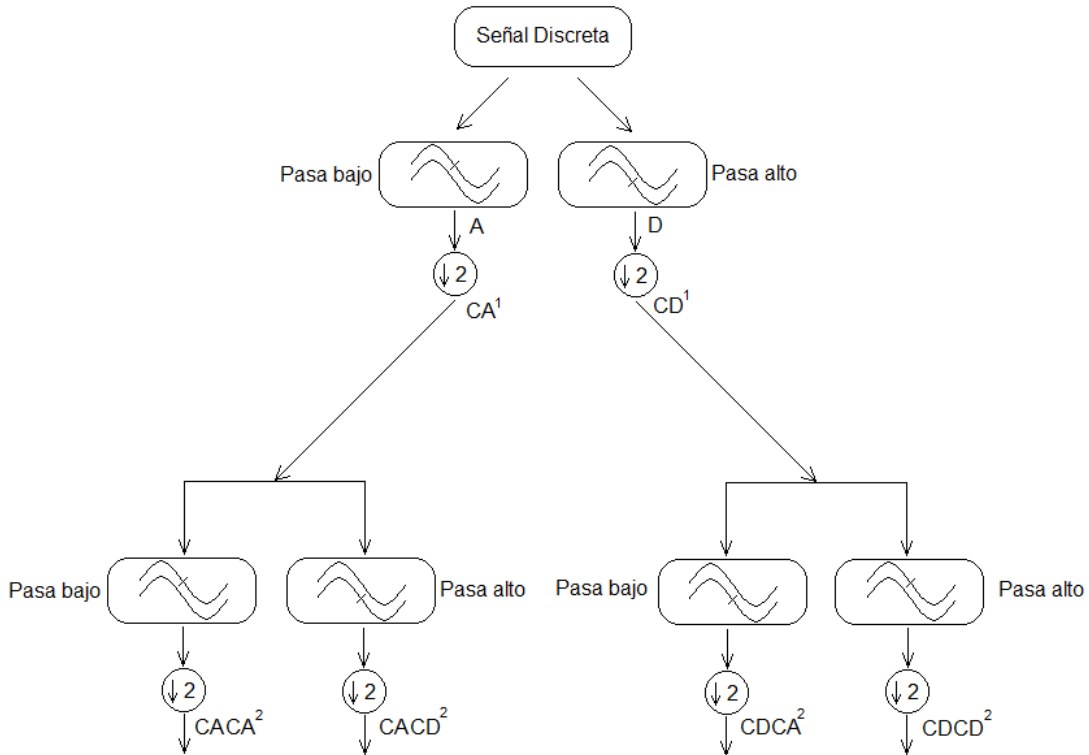 Señal Discreta
Pasa bajo
Pasa alto
A
D
↓ 2
↓ 2
CA¹
CD¹
Pasa bajo
Pasa alto
Pasa bajo
Pasa alto
↓ 2
↓ 2
↓ 2
↓ 2
CACA²
CACD²
CDCA²
CDCD²